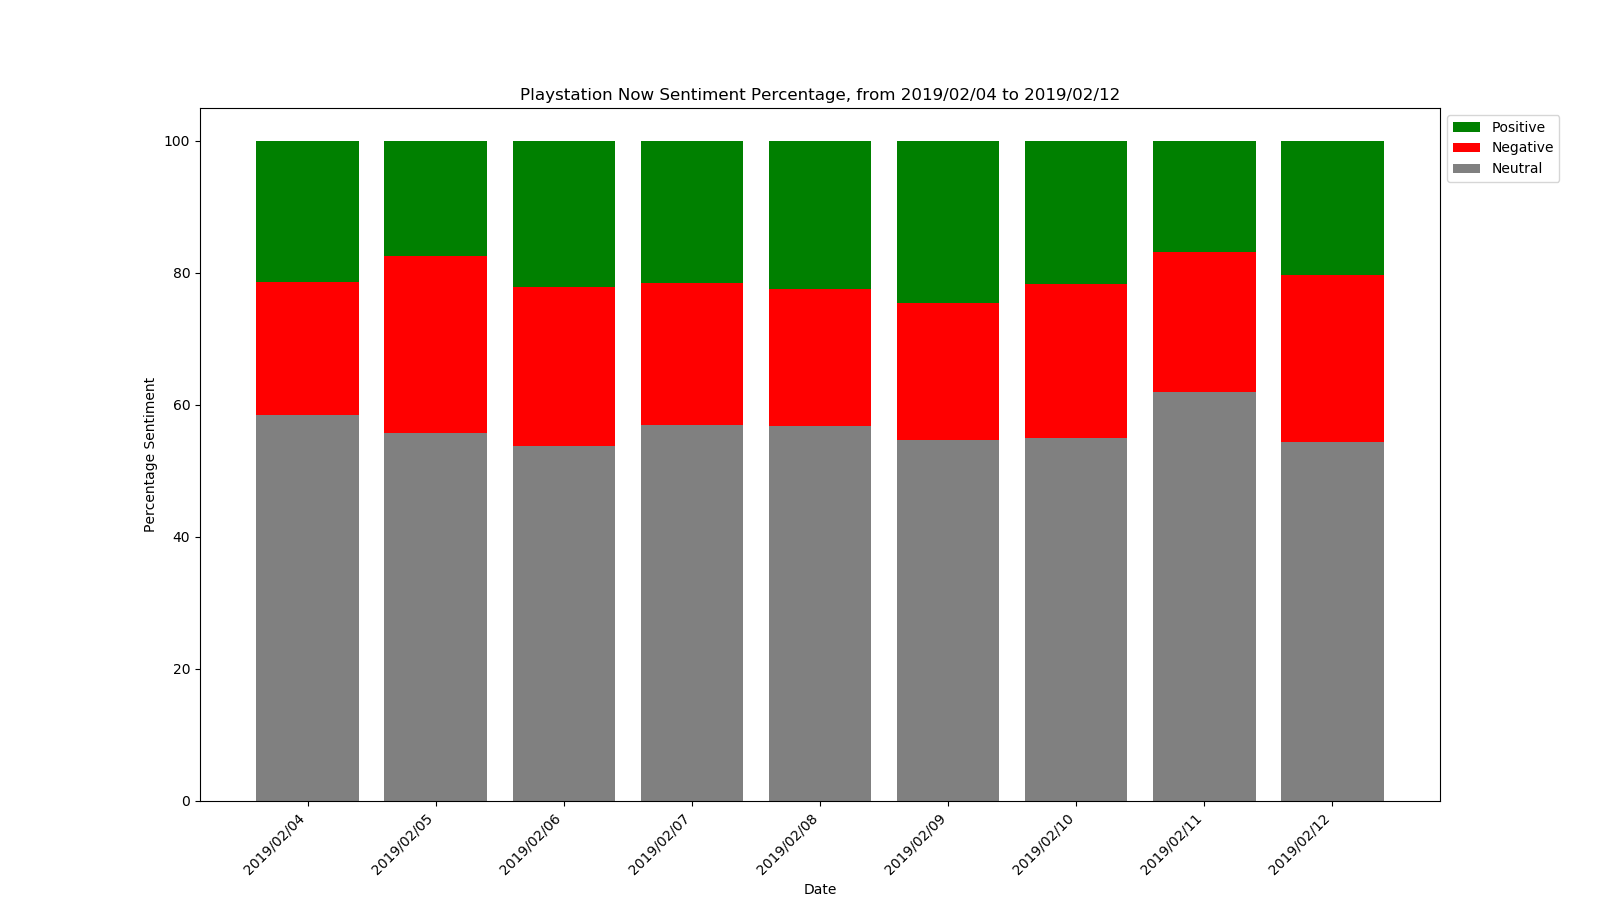 Playstation Now Sentiment Percentage, from 2019/02/04 to 2019/02/12
Positive
Negative
Neutral
Percentage Sentiment
100
80
60
40
20
0
2019/02/04
2019/02/05
2019/02/06
2019/02/07
2019/02/08
2019/02/09
2019/02/10
2019/02/11
2019/02/12
Date